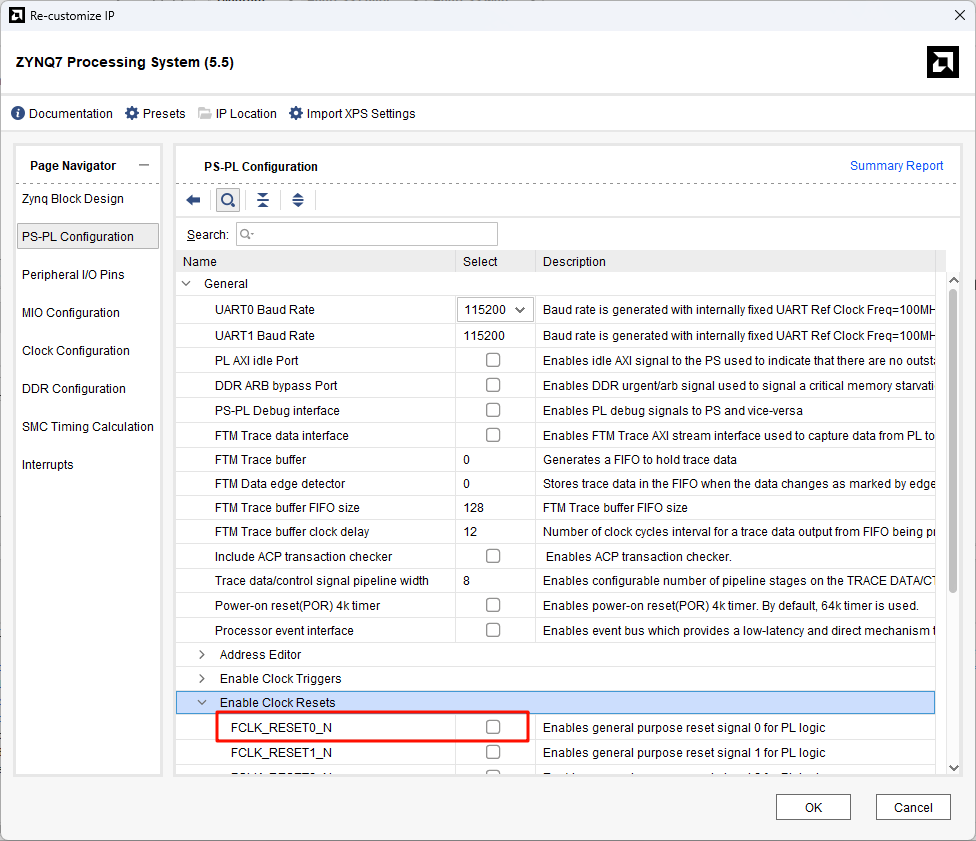 Re-customize IP
ZYNQ7 Processing System (5.5)
Documentation Presets IP Location Import XPS Settings
Page Navigator
Zynq Block Design
PS-PL Configuration
Peripheral I/O Pins
MIO Configuration
Clock Configuration
DDR Configuration
SMC Timing Calculation
Interrupts
PS-PL Configuration Summary Report
Search:
Name Select Description
General
UART0 Baud Rate 115200 Baud rate is generated with internally fixed UART Ref Clock Freq=100MH
UART1 Baud Rate 115200 Baud rate is generated with internally fixed UART Ref Clock Freq=100MH
PL AXI idle Port Enables idle AXI signal to the PS used to indicate that there are no outsta
DDR ARB bypass Port Enables DDR urgent/arb signal used to signal a critical memory starvati
PS-PL Debug interface Enables PL debug signals to PS and vice-versa
FTM Trace data interface Enables FTM Trace AXI stream interface used to capture data from PL to
FTM Trace buffer 0 Generates a FIFO to hold trace data
FTM Data edge detector 0 Stores trace data in the FIFO when the data changes as marked by edge
FTM Trace buffer FIFO size 128 FTM Trace buffer FIFO size
FTM Trace buffer clock delay 12 Number of clock cycles interval for a trace data output from FIFO being pr
Include ACP transaction checker Enables ACP transaction checker.
Trace data/control signal pipeline width 8 Enables configurable number of pipeline stages on the TRACE DATA/CT
Power-on reset(POR) 4k timer Enables power-on reset(POR) 4k timer. By default, 64k timer is used.
Processor event interface Enables event bus which provides a low-latency and direct mechanism t
Address Editor
Enable Clock Triggers
Enable Clock Resets
FCLK_RESET0_N Enables general purpose reset signal 0 for PL logic
FCLK_RESET1_N Enables general purpose reset signal 1 for PL logic
OK Cancel